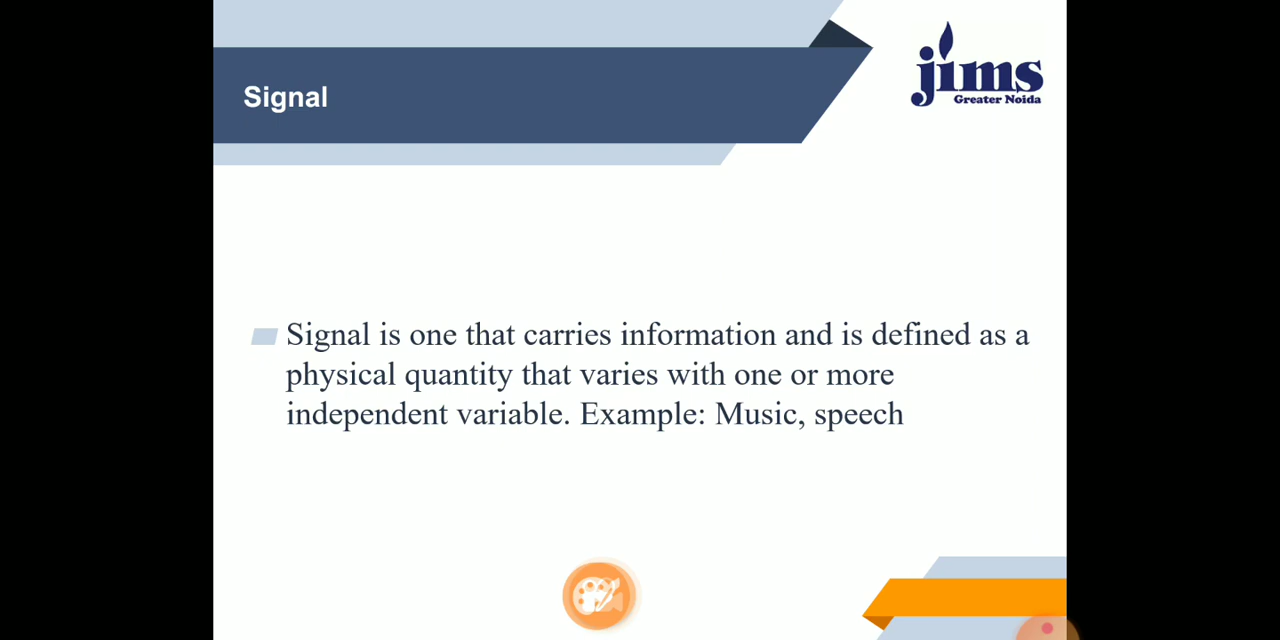 Signal
jims
Greater Noida
Signal is one that carries information and is defined as a
physical quantity that varies with one or more
independent variable. Example: Music, speech